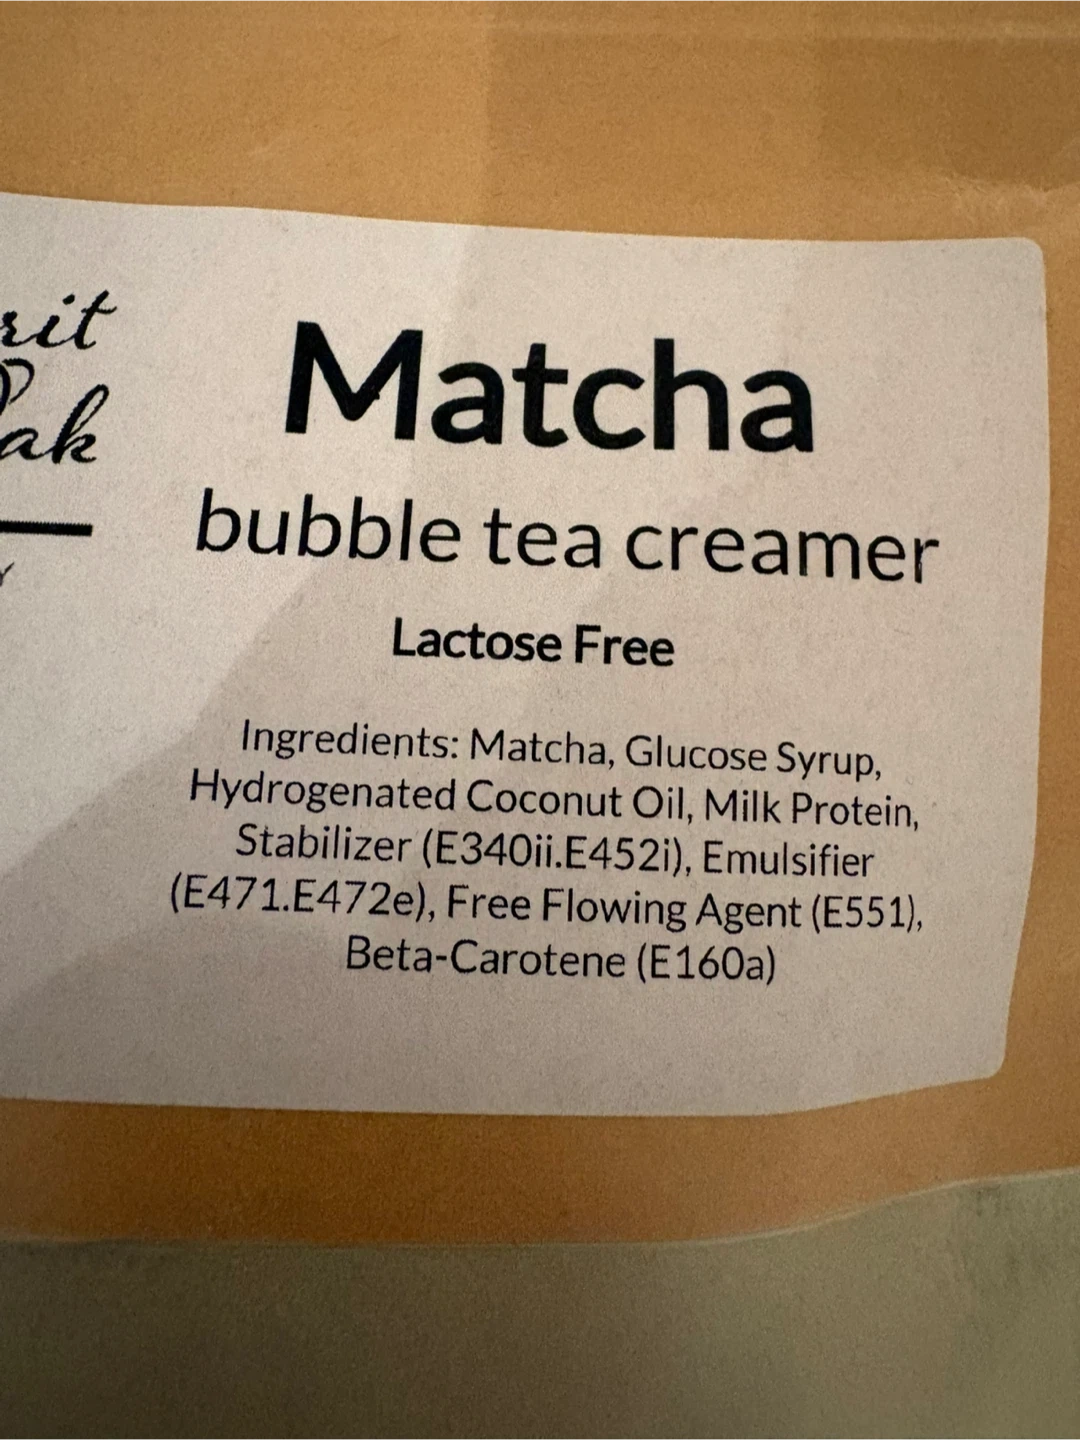 Matcha
bubble tea creamer
Lactose Free
Ingredients: Matcha, Glucose Syrup,
Hydrogenated Coconut Oil, Milk Protein,
Stabilizer (E340ii.E452i), Emulsifier
(E471.E472e), Free Flowing Agent (E551),
Beta-Carotene (E160a)